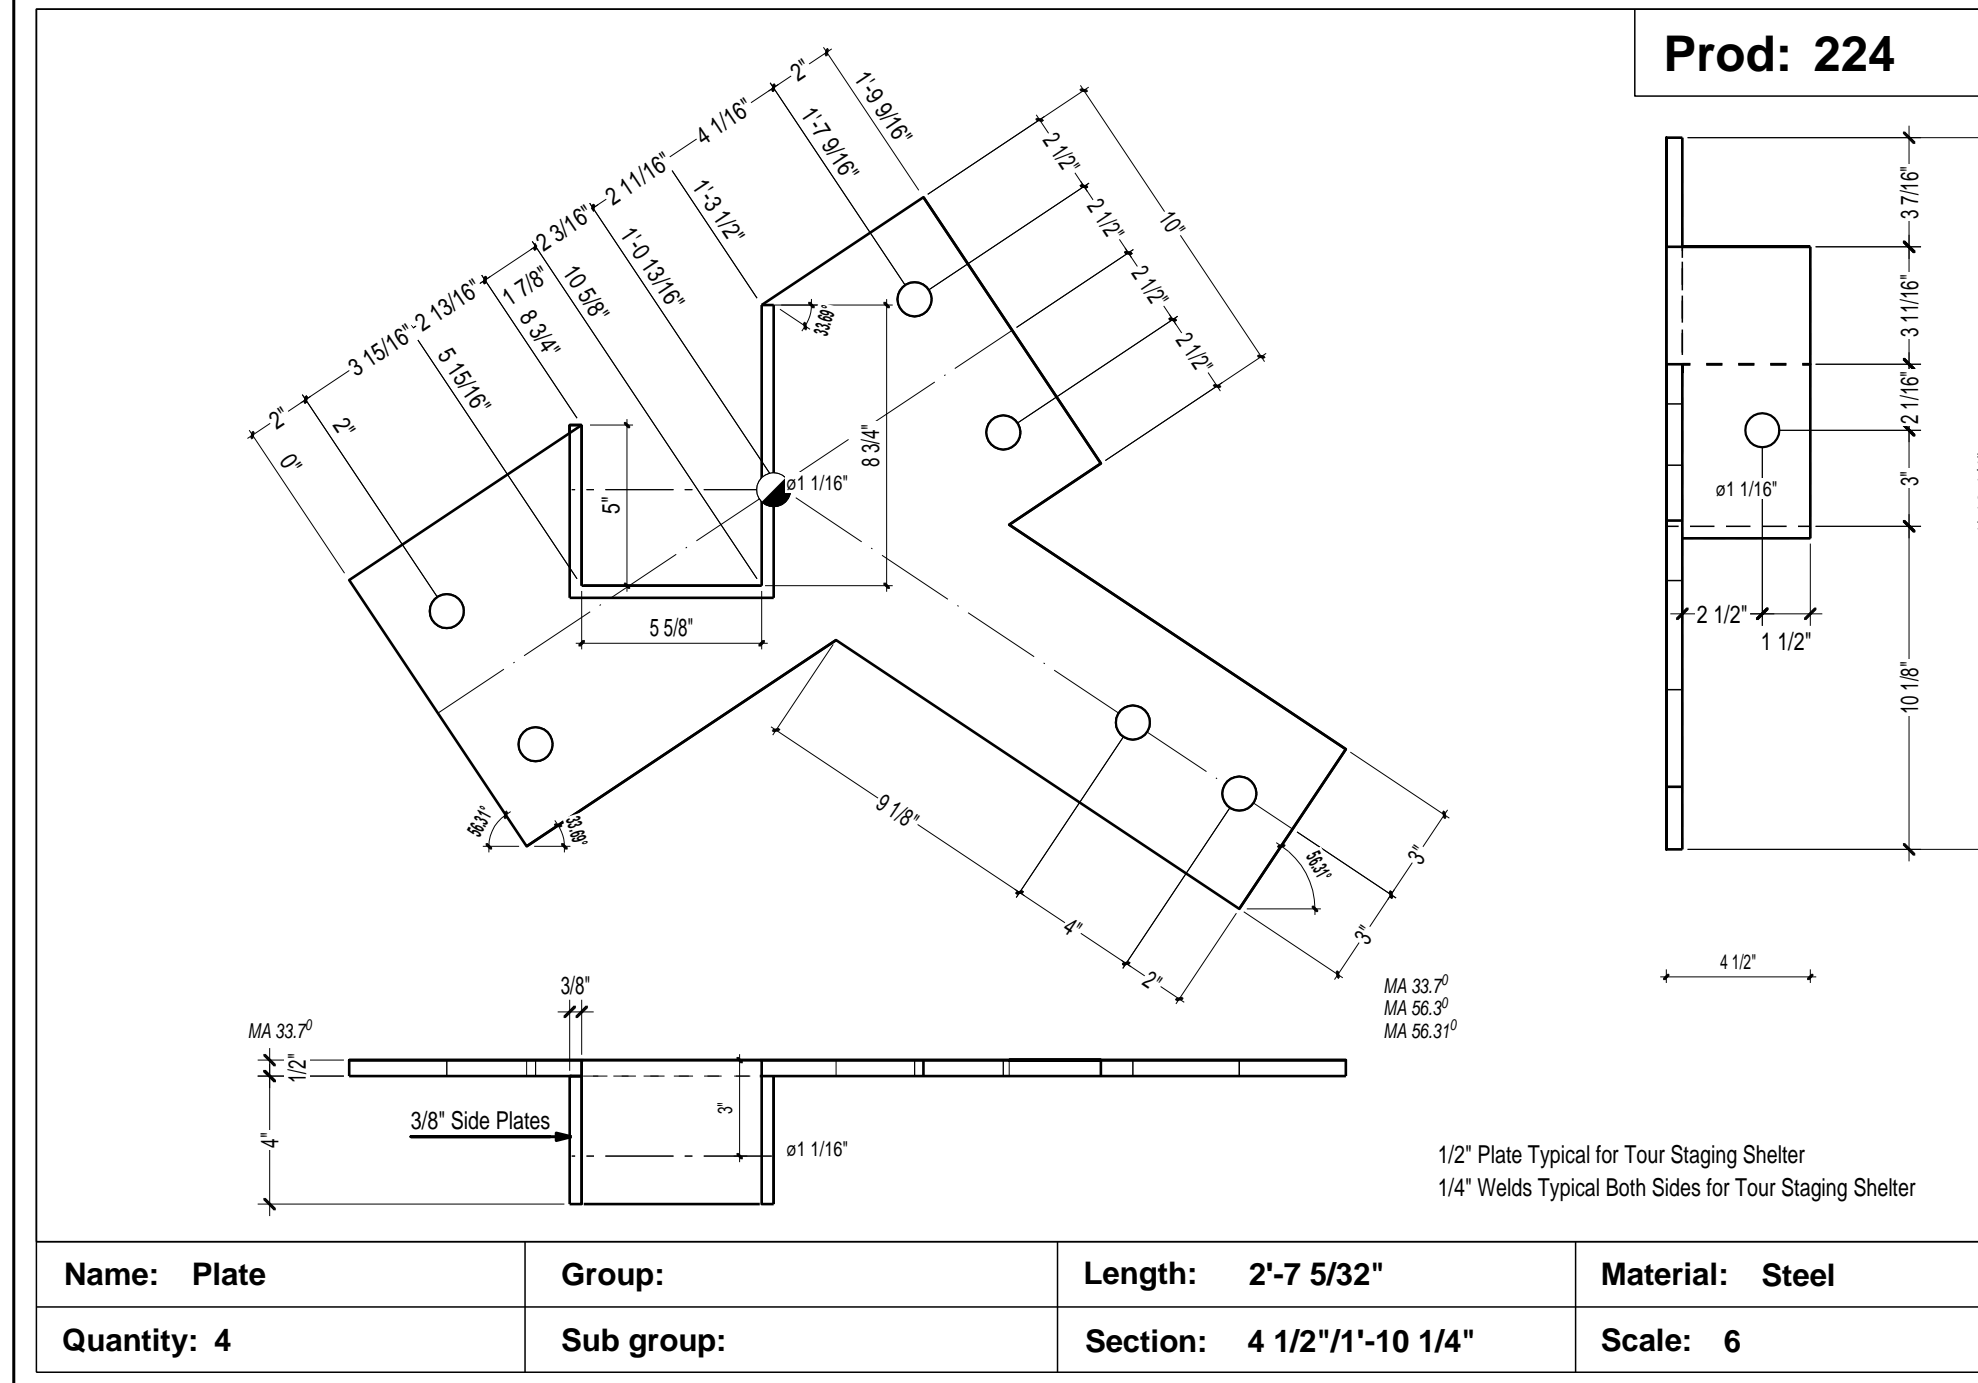 Prod: 224
2"
4 1/16"
2 11/16"
2 3/16"
1 7/8"
2 13/16"
3 15/16"
2"
1'-9 9/16"
1'-7 9/16"
1'-3 1/2"
1'-0 13/16"
10 5/8"
8 3/4"
5 15/16"
2"
0"
2 1/2"
2 1/2"
2 1/2"
2 1/2"
10"
33.69°
8 3/4"
5"
ø1 1/16"
5 5/8"
56.31°
33.69°
9 1/8"
4"
2"
56.31°
3"
3"
MA 33.7⁰
MA 56.3⁰
MA 56.31⁰
3 7/16"
3 11/16"
2 1/16"
3"
10 1/8"
ø1 1/16"
2 1/2"
1 1/2"
4 1/2"
MA 33.7⁰
3/8"
1/2"
4"
3/8" Side Plates
3"
ø1 1/16"
1/2" Plate Typical for Tour Staging Shelter
1/4" Welds Typical Both Sides for Tour Staging Shelter
Name: Plate
Group:
Length: 2'-7 5/32"
Material: Steel
Quantity: 4
Sub group:
Section: 4 1/2"/1'-10 1/4"
Scale: 6